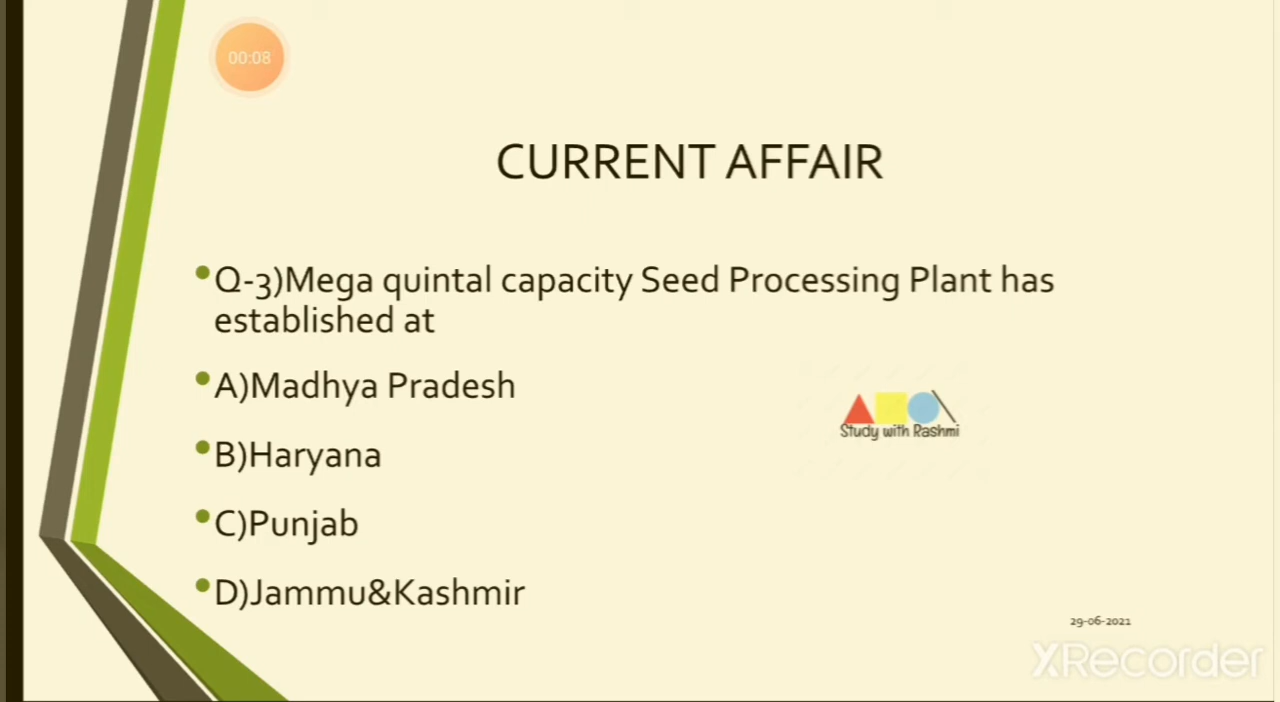 00:08
CURRENT AFFAIR
Q-3)Mega quintal capacity Seed Processing Plant has
established at
A)Madhya Pradesh
B)Haryana
Study with Rashmi
C)Punjab
D)Jammu&Kashmir
29-06-2021
XRecorder